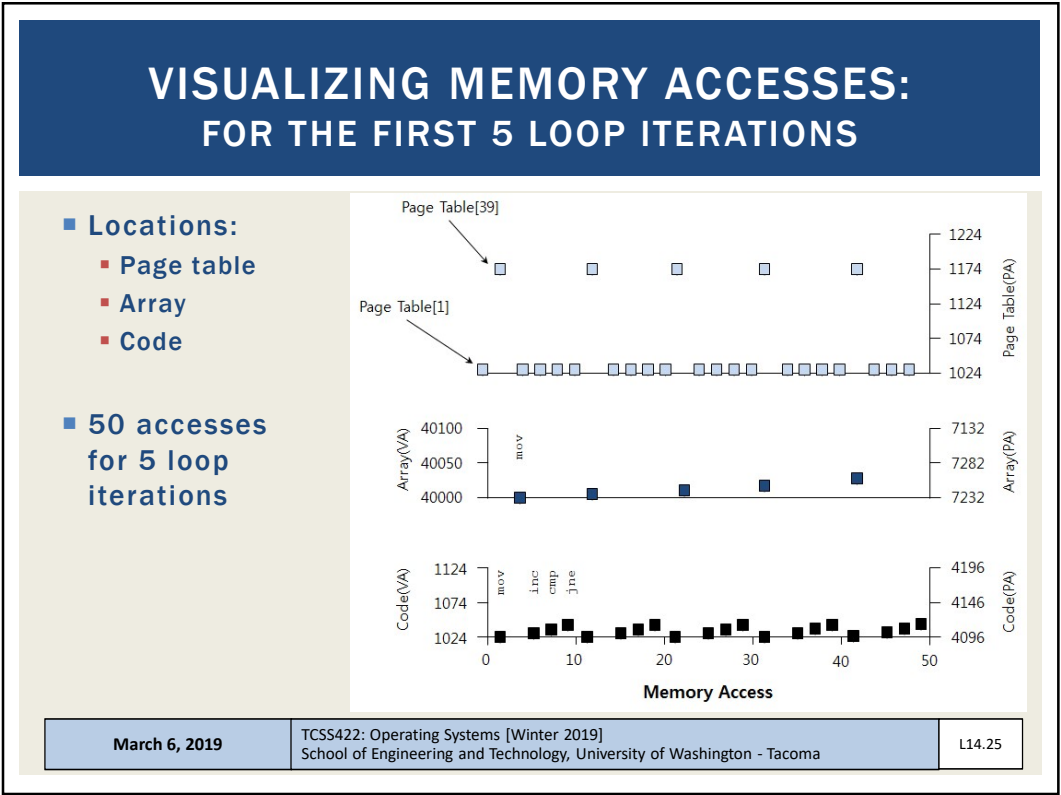 VISUALIZING MEMORY ACCESSES:
FOR THE FIRST 5 LOOP ITERATIONS
Locations:
Page table
Array
Code
50 accesses
for 5 loop
iterations
Page Table[39]
Page Table[1]
1224
1174
1124
1074
1024
Page Table(PA)
Array(VA)
40100
40050
40000
mov
7132
7282
7232
Array(PA)
Code(VA)
1124
1074
1024
mov
inc
cmp
jne
4196
4146
4096
Code(PA)
0 10 20 30 40 50
Memory Access
March 6, 2019
TCSS422: Operating Systems [Winter 2019]
School of Engineering and Technology, University of Washington - Tacoma
L14.25